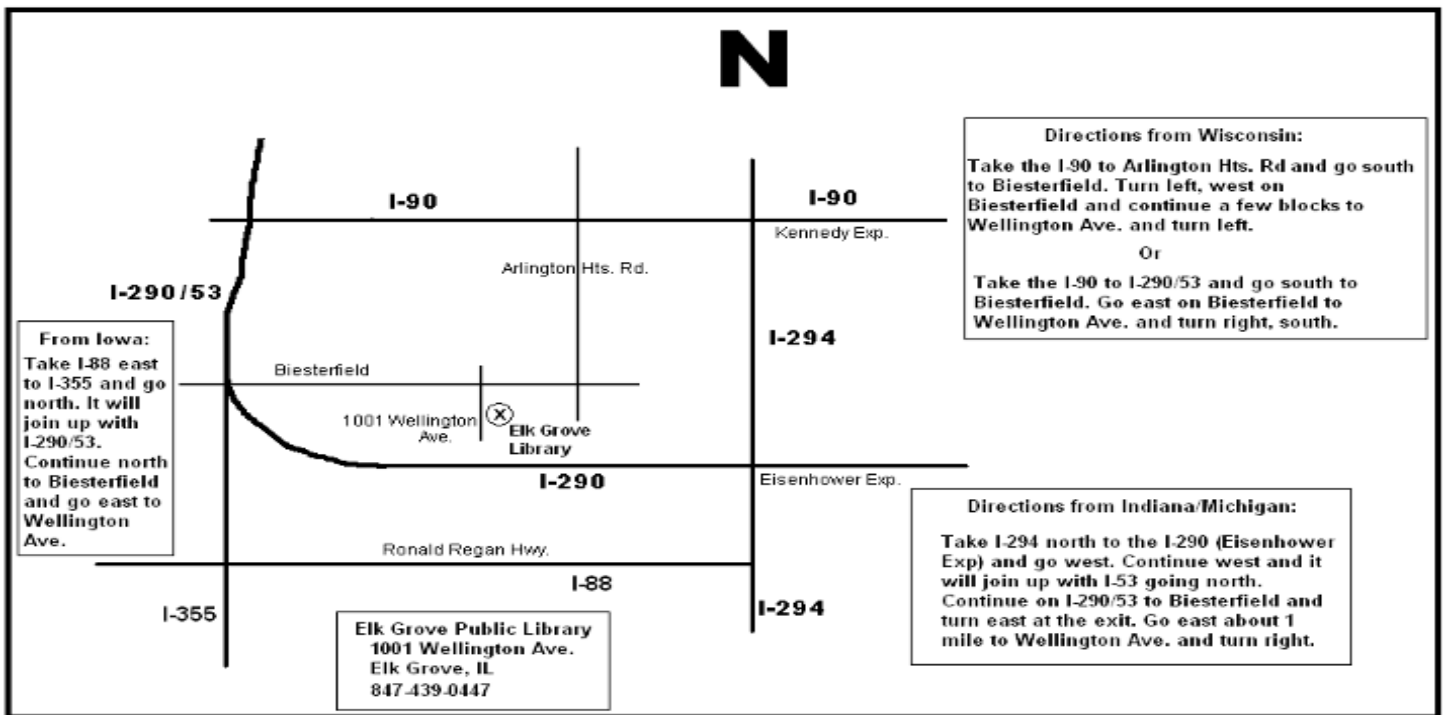 N
Directions from Wisconsin:
Take the I-90 to Arlington Hts. Rd and go south
to Biesterfield. Turn left, west on
Biesterfield and continue a few blocks to
Wellington Ave. and turn left.
Or
Take the I-90 to I-290/53 and go south to
Biesterfield. Go east on Biesterfield to
Wellington Ave. and turn right, south.
I-90
I-90
Kennedy Exp.
Arlington Hts. Rd.
I-290/53
I-294
From Iowa:
Take I-88 east
to I-355 and go
north. It will
join up with
I-290/53.
Continue north
to Biesterfield
and go east to
Wellington
Ave.
Biesterfield
1001 Wellington
Ave.
X
Elk Grove
Library
I-290
Eisenhower Exp.
Directions from Indiana/Michigan:
Take I-294 north to the I-290 (Eisenhower
Exp) and go west. Continue west and it
will join up with I-53 going north.
Continue on I-290/53 to Biesterfield and
turn east at the exit. Go east about 1
mile to Wellington Ave. and turn right.
Ronald Regan Hwy.
I-88
I-355
I-294
Elk Grove Public Library
1001 Wellington Ave.
Elk Grove, IL
847-439-0447